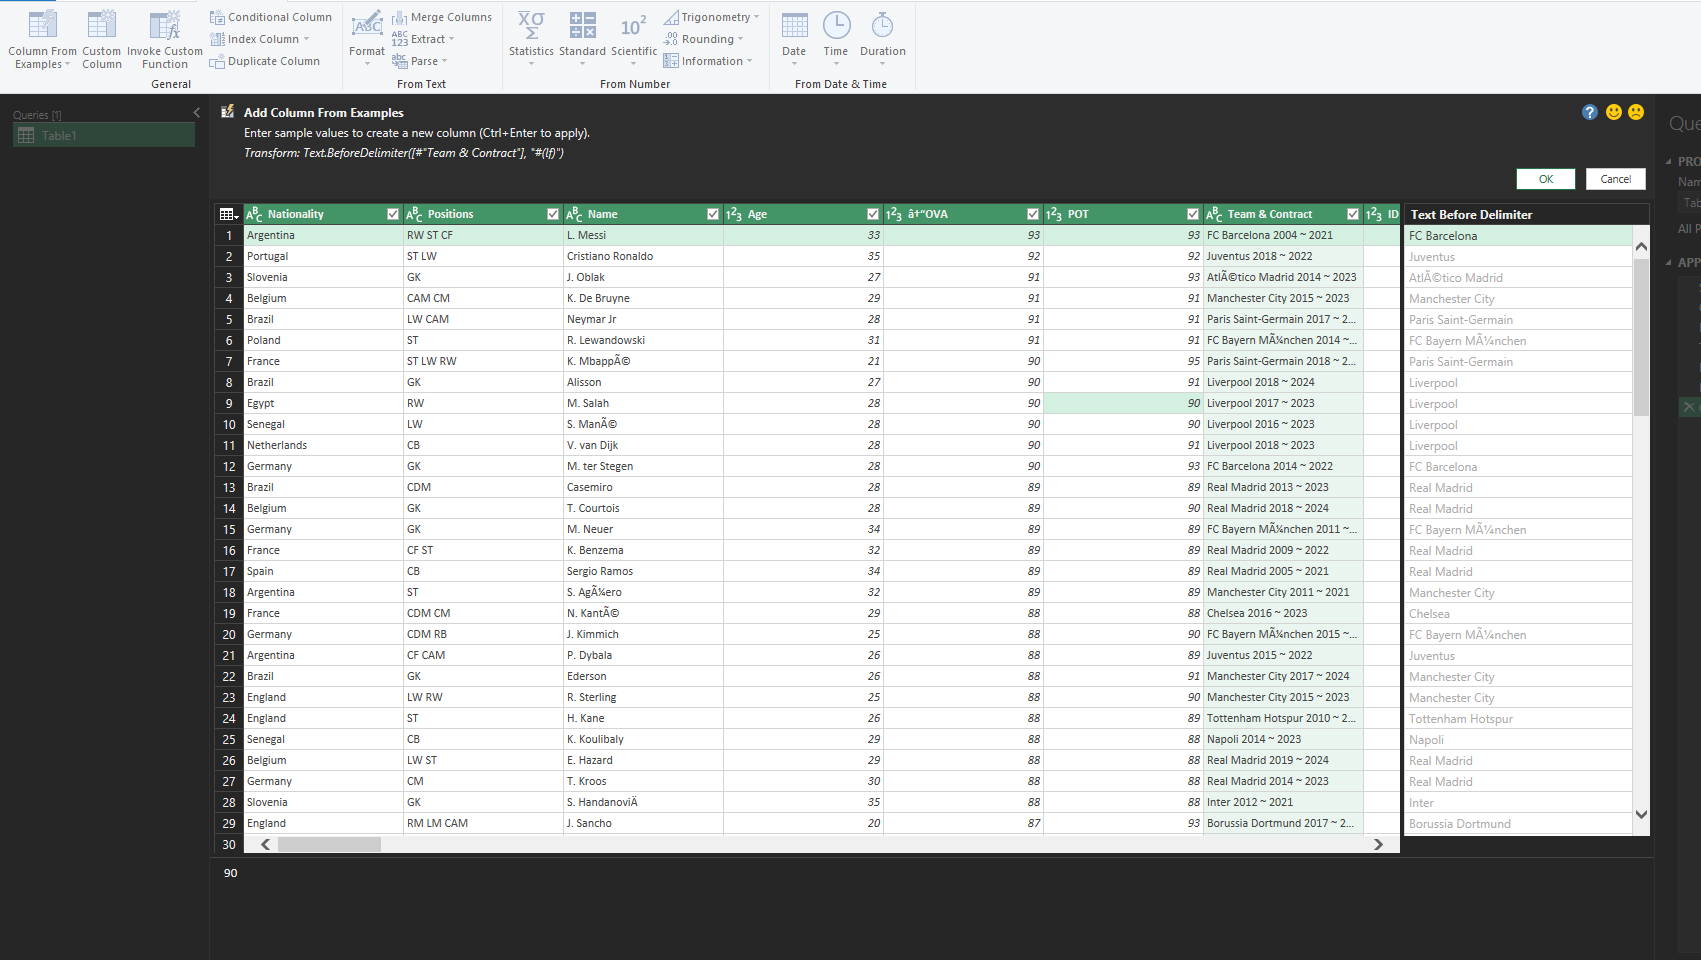 Conditional Column
Merge Columns
Trigonometry
Index Column
Extract
Rounding
Column From Examples
Custom Column
Invoke Custom Function
Format
Statistics
Standard
Scientific
Date
Time
Duration
Duplicate Column
Parse
Information
General
From Text
From Number
From Date & Time
Queries [1]
Table1
Add Column From Examples
Enter sample values to create a new column (Ctrl+Enter to apply).
Transform: Text.BeforeDelimiter([#"Team & Contract"], "#(lf)")
OK Cancel
Nationality Positions Name Age â†“OVA POT Team & Contract ID Text Before Delimiter
1 Argentina RW ST CF L. Messi 33 93 93 FC Barcelona 2004 ~ 2021 FC Barcelona
2 Portugal ST LW Cristiano Ronaldo 35 92 92 Juventus 2018 ~ 2022 Juventus
3 Slovenia GK J. Oblak 27 91 93 AtlÃ©tico Madrid 2014 ~ 2023 AtlÃ©tico Madrid
4 Belgium CAM CM K. De Bruyne 29 91 91 Manchester City 2015 ~ 2023 Manchester City
5 Brazil LW CAM Neymar Jr 28 91 91 Paris Saint-Germain 2017 ~ 2... Paris Saint-Germain
6 Poland ST R. Lewandowski 31 91 91 FC Bayern MÃ¼nchen 2014 ~... FC Bayern MÃ¼nchen
7 France ST LW RW K. MbappÃ© 21 90 95 Paris Saint-Germain 2018 ~ 2... Paris Saint-Germain
8 Brazil GK Alisson 27 90 91 Liverpool 2018 ~ 2024 Liverpool
9 Egypt RW M. Salah 28 90 90 Liverpool 2017 ~ 2023 Liverpool
10 Senegal LW S. ManÃ© 28 90 90 Liverpool 2016 ~ 2023 Liverpool
11 Netherlands CB V. van Dijk 28 90 91 Liverpool 2018 ~ 2023 Liverpool
12 Germany GK M. ter Stegen 28 90 93 FC Barcelona 2014 ~ 2022 FC Barcelona
13 Brazil CDM Casemiro 28 89 89 Real Madrid 2013 ~ 2023 Real Madrid
14 Belgium GK T. Courtois 28 89 90 Real Madrid 2018 ~ 2024 Real Madrid
15 Germany GK M. Neuer 34 89 89 FC Bayern MÃ¼nchen 2011 ~... FC Bayern MÃ¼nchen
16 France CF ST K. Benzema 32 89 89 Real Madrid 2009 ~ 2022 Real Madrid
17 Spain CB Sergio Ramos 34 89 89 Real Madrid 2005 ~ 2021 Real Madrid
18 Argentina ST S. AgÃ¼ero 32 89 89 Manchester City 2011 ~ 2021 Manchester City
19 France CDM CM N. KantÃ© 29 88 88 Chelsea 2016 ~ 2023 Chelsea
20 Germany CDM RB J. Kimmich 25 88 90 FC Bayern MÃ¼nchen 2015 ~... FC Bayern MÃ¼nchen
21 Argentina CF CAM P. Dybala 26 88 89 Juventus 2015 ~ 2022 Juventus
22 Brazil GK Ederson 26 88 91 Manchester City 2017 ~ 2024 Manchester City
23 England LW RW R. Sterling 25 88 90 Manchester City 2015 ~ 2023 Manchester City
24 England ST H. Kane 26 88 89 Tottenham Hotspur 2010 ~ 2... Tottenham Hotspur
25 Senegal CB K. Koulibaly 29 88 88 Napoli 2014 ~ 2023 Napoli
26 Belgium LW ST E. Hazard 29 88 88 Real Madrid 2019 ~ 2024 Real Madrid
27 Germany CM T. Kroos 30 88 88 Real Madrid 2014 ~ 2023 Real Madrid
28 Slovenia GK S. HandanoviÄ 35 88 88 Inter 2012 ~ 2021 Inter
29 England RM LM CAM J. Sancho 20 87 93 Borussia Dortmund 2017 ~ 2... Borussia Dortmund
30
90
Que
PRO
Nam
Tab
All P
APP